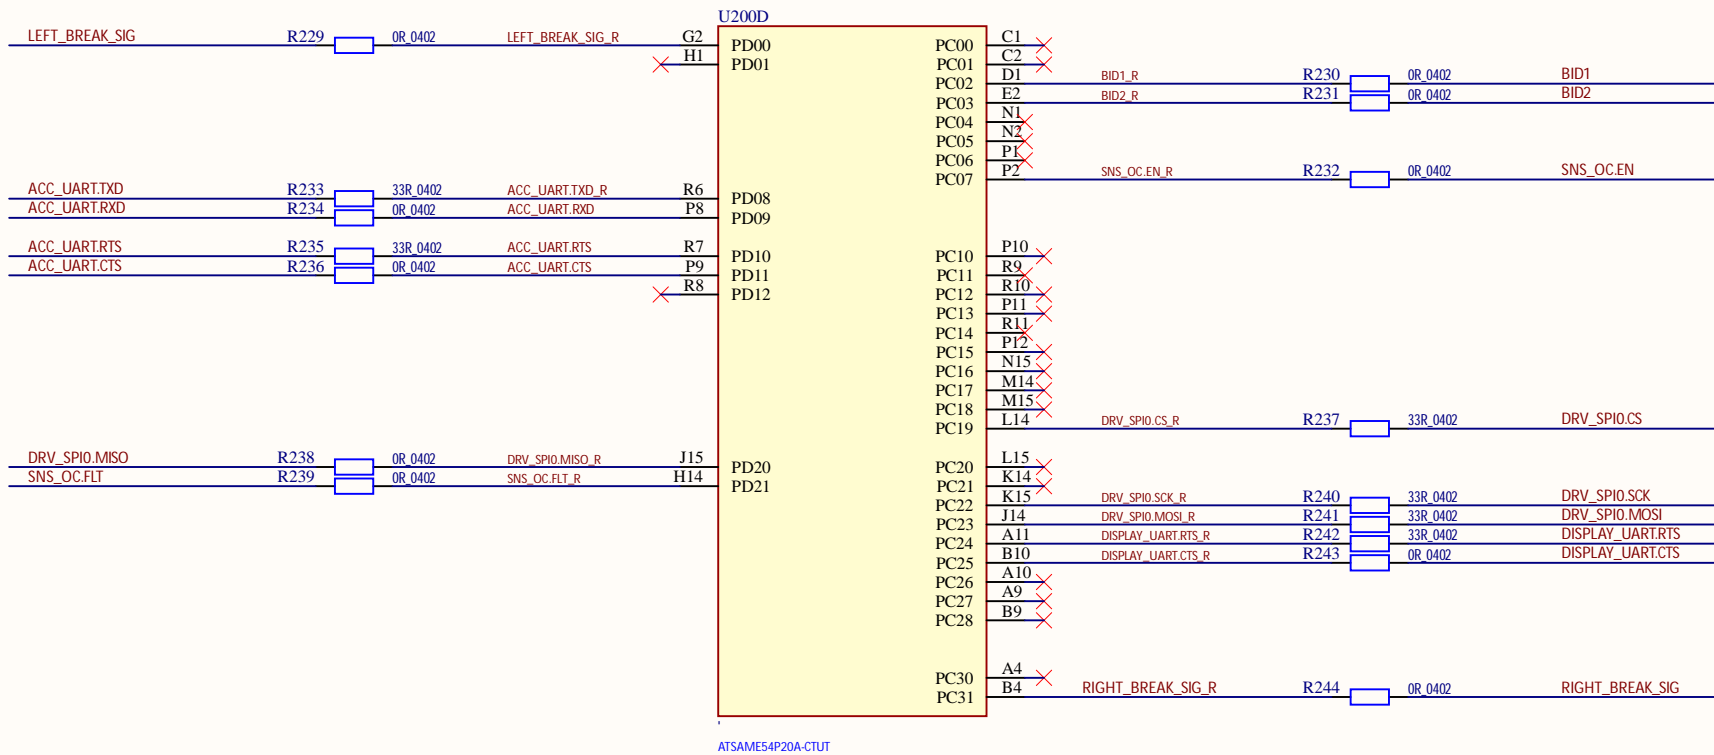 U200D
LEFT_BREAK_SIG R229 0R_0402 LEFT_BREAK_SIG_R G2 PD00 PC00 C1
H1 PD01 PC01 C2
PC02 D1 BID1_R R230 0R_0402 BID1
PC03 E2 BID2_R R231 0R_0402 BID2
PC04 N1
PC05 N2
PC06 P1
PC07 P2 SNS_OC.EN_R R232 0R_0402 SNS_OC.EN
ACC_UART.TXD R233 33R_0402 ACC_UART.TXD_R R6 PD08
ACC_UART.RXD R234 0R_0402 ACC_UART.RXD P8 PD09
ACC_UART.RTS R235 33R_0402 ACC_UART.RTS R7 PD10 PC10 P10
ACC_UART.CTS R236 0R_0402 ACC_UART.CTS P9 PD11 PC11 R9
R8 PD12 PC12 R10
PC13 P11
PC14 R11
PC15 P12
PC16 N15
PC17 M14
PC18 M15
PC19 L14 DRV_SPI0.CS_R R237 33R_0402 DRV_SPI0.CS
DRV_SPI0.MISO R238 0R_0402 DRV_SPI0.MISO_R J15 PD20 PC20 L15
SNS_OC.FLT R239 0R_0402 SNS_OC.FLT_R H14 PD21 PC21 K14
PC22 K15 DRV_SPI0.SCK_R R240 33R_0402 DRV_SPI0.SCK
PC23 J14 DRV_SPI0.MOSI_R R241 33R_0402 DRV_SPI0.MOSI
PC24 A11 DISPLAY_UART.RTS_R R242 33R_0402 DISPLAY_UART.RTS
PC25 B10 DISPLAY_UART.CTS_R R243 0R_0402 DISPLAY_UART.CTS
PC26 A10
PC27 A9
PC28 B9
PC30 A4
PC31 B4 RIGHT_BREAK_SIG_R R244 0R_0402 RIGHT_BREAK_SIG
ATSAME54P20A-CTUT